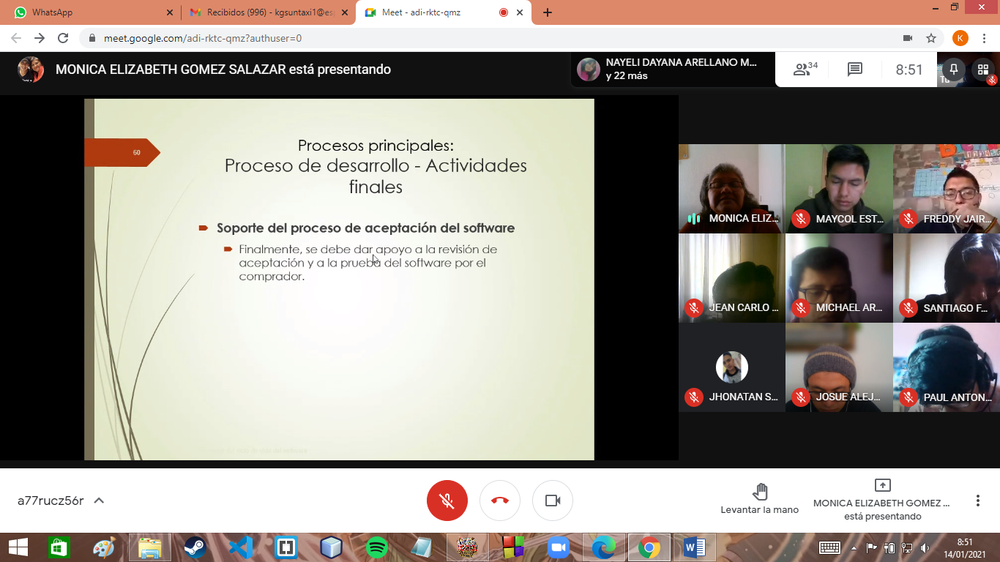 WhatsApp
Recibidos (996) - kgsuntaxi1@es
Meet - adi-rktc-qmz
meet.google.com/adi-rktc-qmz?authuser=0
K
MONICA ELIZABETH GOMEZ SALAZAR está presentando
NAYELI DAYANA ARELLANO M...
y 22 más
34
8:51
Tú
60
Procesos principales:
Proceso de desarrollo - Actividades
finales
Soporte del proceso de aceptación del software
Finalmente, se debe dar apoyo a la revisión de
aceptación y a la prueba del software por el
comprador.
MONICA ELIZ...
MAYCOL EST...
FREDDY JAIR...
JEAN CARLO ...
MICHAEL AR...
SANTIAGO F...
JHONATAN S...
JOSUE ALEJ...
PAUL ANTON...
a77rucz56r
Levantar la mano
MONICA ELIZABETH GOMEZ ...
está presentando
8:51
14/01/2021